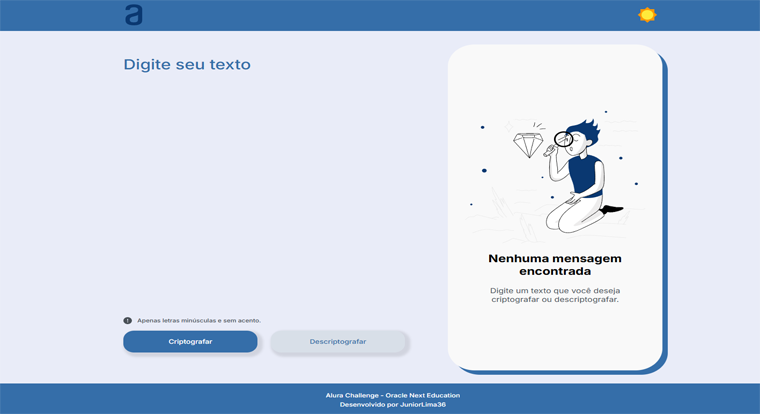 a
Digite seu texto
Nenhuma mensagem
encontrada
Digite um texto que você deseja
criptografar ou descriptografar.
! Apenas letras minúsculas e sem acento.
Criptografar
Descriptografar
Alura Challenge – Oracle Next Education
Desenvolvido por JuniorLima36